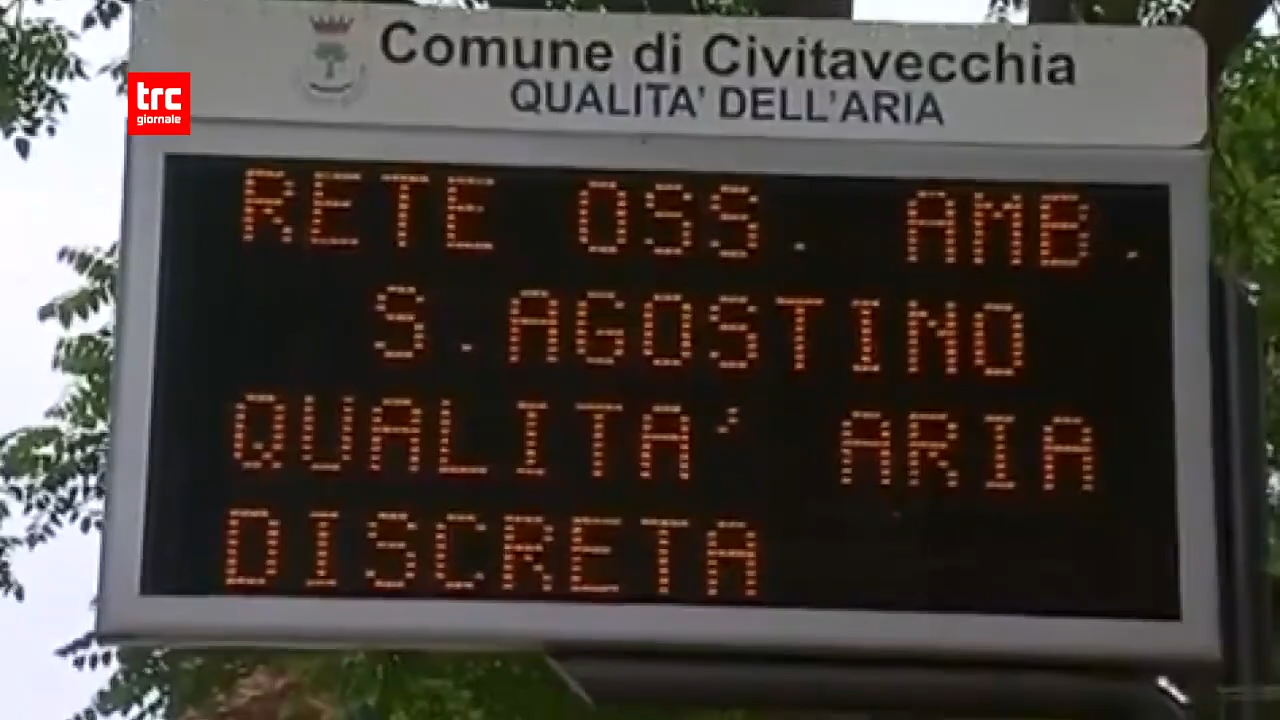 Comune di Civitavecchia
QUALITA' DELL'ARIA
trc
giornale
RETE OSS. AMB.
S.AGOSTINO
QUALITA' ARIA
DISCRETA